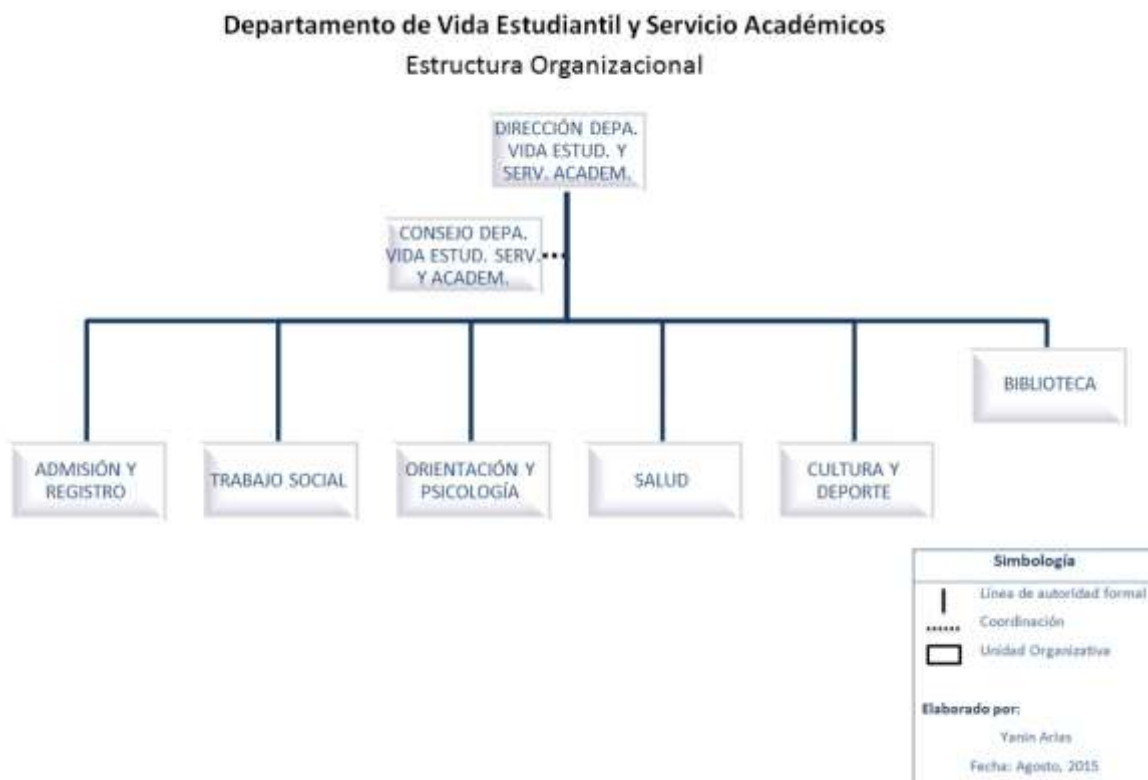 Departamento de Vida Estudiantil y Servicio Académicos
Estructura Organizacional
DIRECCIÓN DEPA.
VIDA ESTUD. Y
SERV. ACADEM.
CONSEJO DEPA.
VIDA ESTUD. SERV.
Y ACADEM.
BIBLIOTECA
ADMISIÓN Y
REGISTRO
TRABAJO SOCIAL
ORIENTACIÓN Y
PSICOLOGÍA
SALUD
CULTURA Y
DEPORTE
Simbología
Línea de autoridad formal
Coordinación
Unidad Organizativa
Elaborado por:
Yanin Arias
Fecha: Agosto, 2015